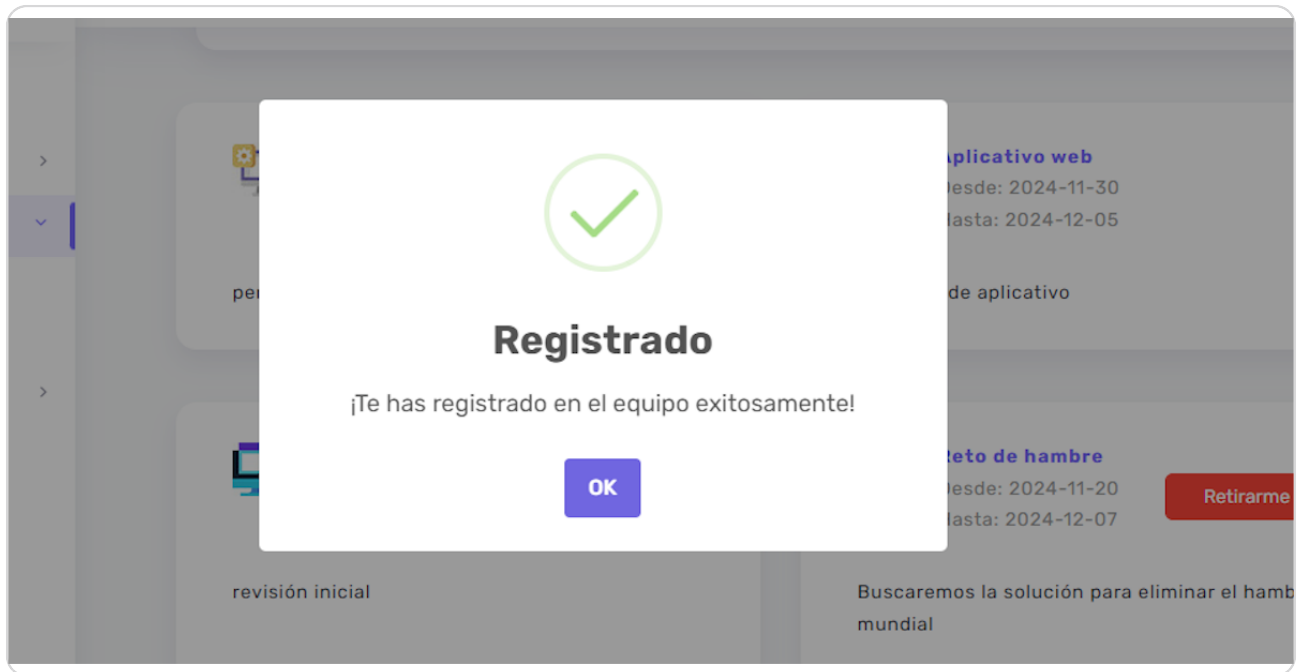 Aplicativo web
Desde: 2024-11-30
Hasta: 2024-12-05
de aplicativo
Registrado
¡Te has registrado en el equipo exitosamente!
OK
Reto de hambre
Desde: 2024-11-20
Hasta: 2024-12-07
Retirarme
revisión inicial
Buscaremos la solución para eliminar el
mundial